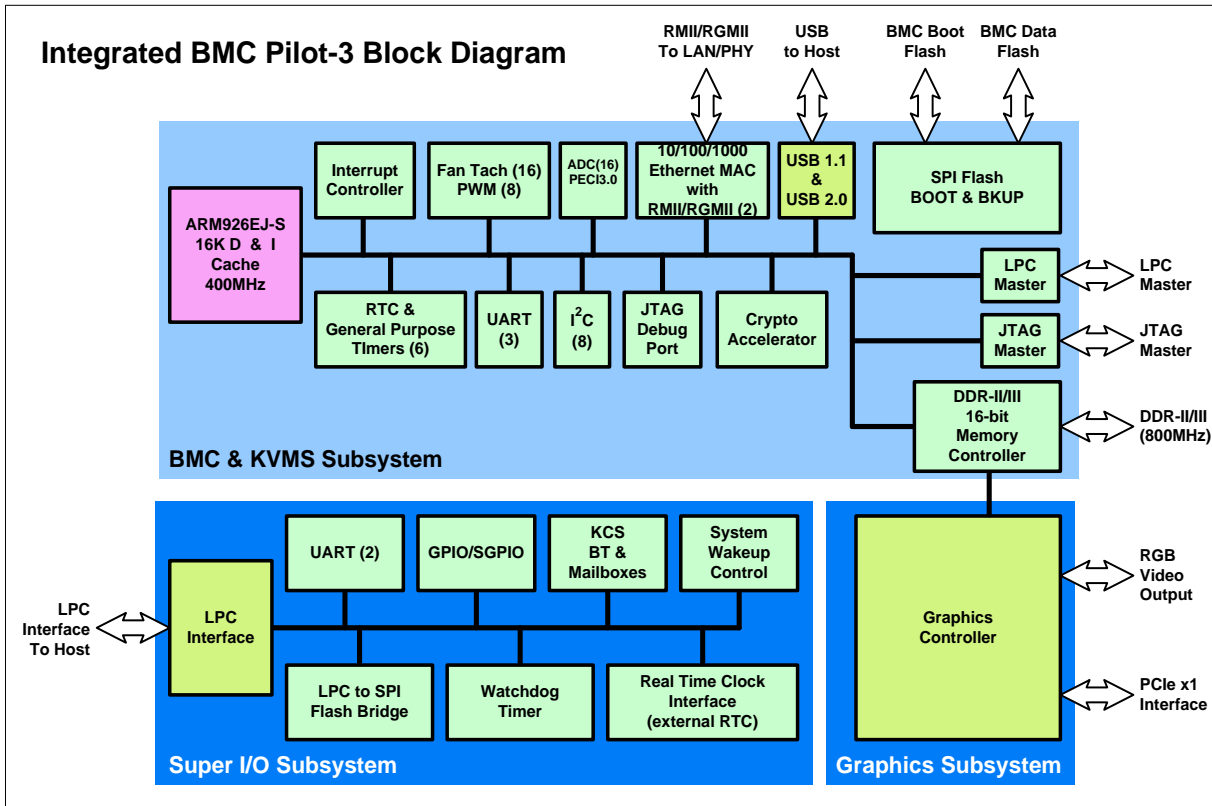 Integrated BMC Pilot-3 Block Diagram
RMII/RGMII
To LAN/PHY
USB
to Host
BMC Boot
Flash
BMC Data
Flash
Interrupt
Controller
Fan Tach (16)
PWM (8)
ADC(16)
PECI3.0
10/100/1000
Ethernet MAC
with
RMII/RGMII (2)
USB 1.1
&
USB 2.0
SPI Flash
BOOT & BKUP
ARM926EJ-S
16K D & I
Cache
400MHz
RTC &
General Purpose
TImers (6)
UART
(3)
I²C
(8)
JTAG
Debug
Port
Crypto
Accelerator
LPC
Master
LPC
Master
JTAG
Master
JTAG
Master
DDR-II/III
16-bit
Memory
Controller
DDR-II/III
(800MHz)
BMC & KVMS Subsystem
UART (2)
GPIO/SGPIO
KCS
BT &
Mailboxes
System
Wakeup
Control
LPC
Interface
To Host
LPC
Interface
LPC to SPI
Flash Bridge
Watchdog
Timer
Real Time Clock
Interface
(external RTC)
Super I/O Subsystem
Graphics
Controller
RGB
Video
Output
PCIe x1
Interface
Graphics Subsystem